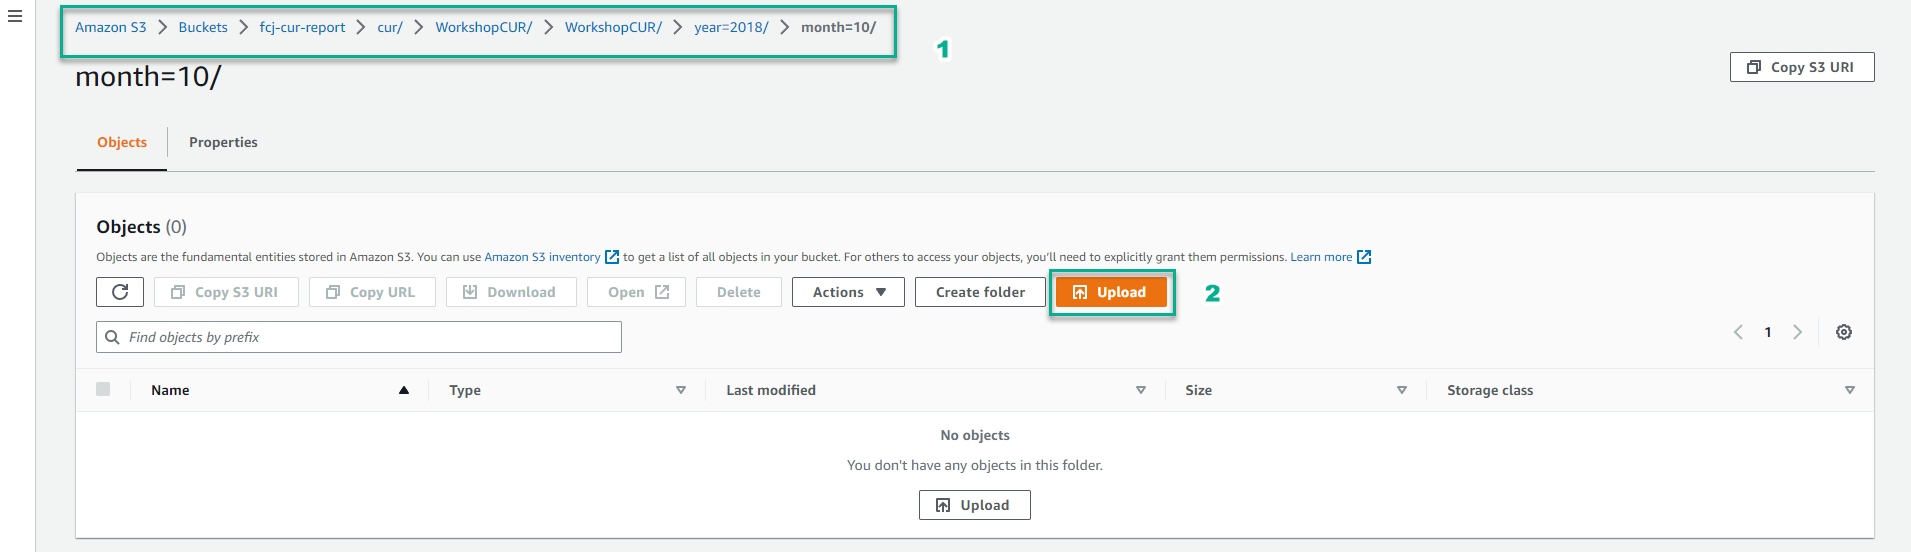 Amazon S3 > Buckets > fcj-cur-report > cur/ > WorkshopCUR/ > WorkshopCUR/ > year=2018/ > month=10/
1
month=10/
Copy S3 URI
Objects Properties
Objects (0)
Objects are the fundamental entities stored in Amazon S3. You can use Amazon S3 inventory to get a list of all objects in your bucket. For others to access your objects, you'll need to explicitly grant them permissions. Learn more
Copy S3 URI Copy URL Download Open Delete Actions Create folder Upload 2
Find objects by prefix
1
Name Type Last modified Size Storage class
No objects
You don't have any objects in this folder.
Upload